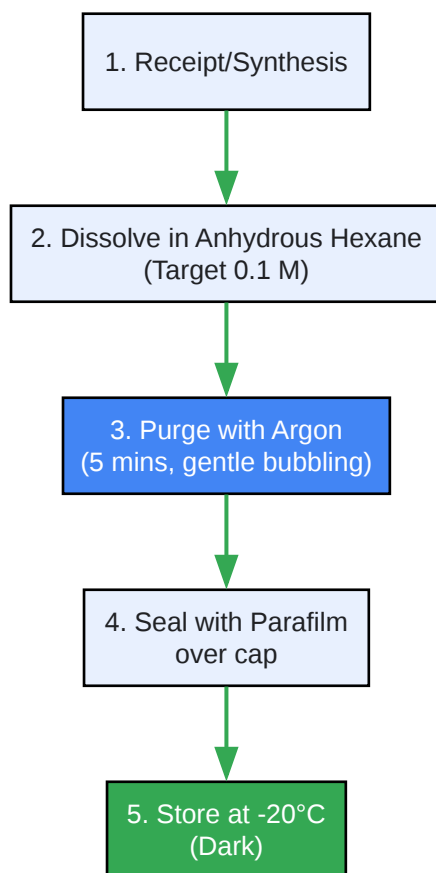 1. Receipt/Synthesis
2. Dissolve in Anhydrous Hexane
(Target 0.1 M)
3. Purge with Argon
(5 mins, gentle bubbling)
4. Seal with Parafilm
over cap
5. Store at -20°C
(Dark)